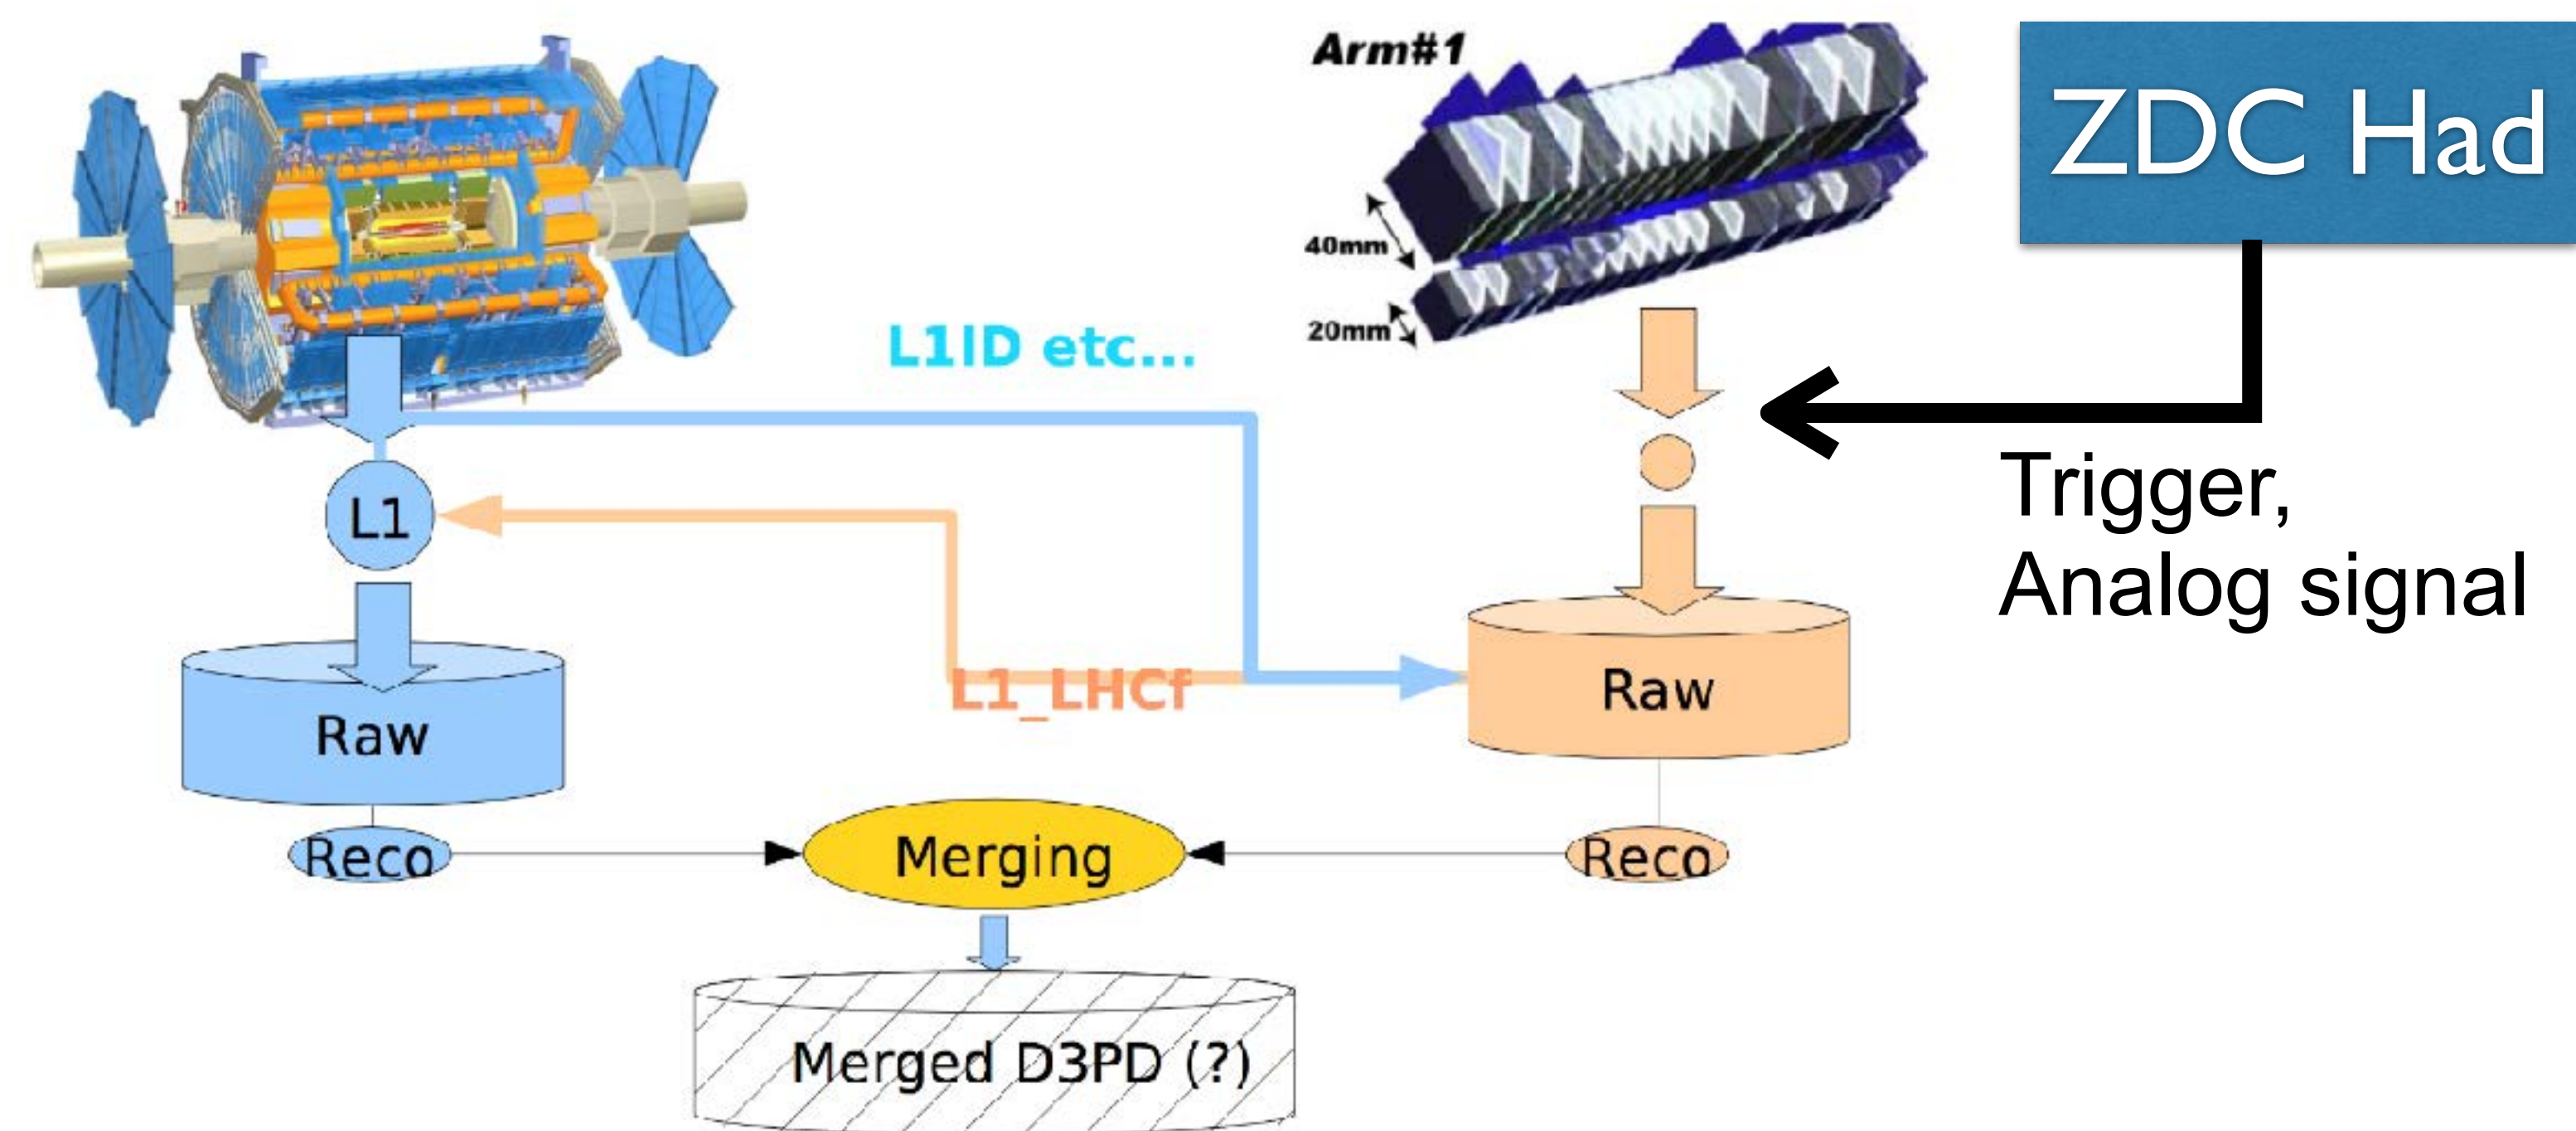 Arm#1
ZDC Had
40mm
20mm
L1ID etc...
Trigger,
Analog signal
L1
L1_LHCf
Raw
Raw
Reco
Merging
Reco
Merged D3PD (?)